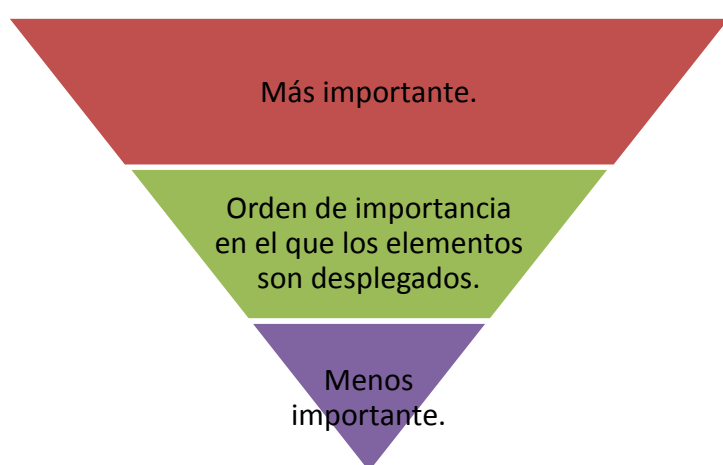 Más importante.
Orden de importancia
en el que los elementos
son desplegados.
Menos
importante.